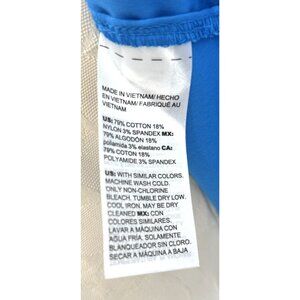 MADE IN VIETNAM/ HECHO
EN VIETNAM/ FABRIQUÉ AU
VIETNAM
US: 79% COTTON 18%
NYLON 3% SPANDEX MX:
79% ALGODÓN 18%
poliamida 3% elastano CA:
79% COTON 18%
POLYAMIDE 3% SPANDEX
US: WITH SIMILAR COLORS.
MACHINE WASH COLD.
ONLY NON-CHLORINE
BLEACH. TUMBLE DRY LOW.
COOL IRON. MAY BE DRY
CLEANED MX: CON
COLORES SIMILARES.
LAVAR A MÁQUINA CON
AGUA FRÍA. SOLAMENTE
BLANQUEADOR SIN CLORO.
SECAR A MÁQUINA A BAJA